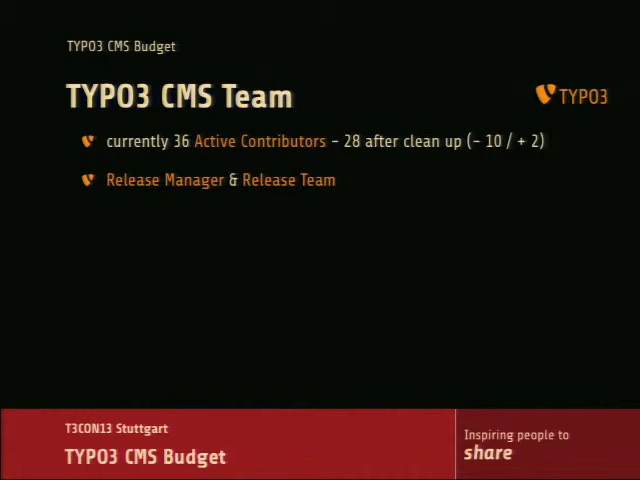 TYPO3 CMS Budget
TYPO3 CMS Team
TYPO3
currently 36 Active Contributors - 28 after clean up (- 10 / + 2)
Release Manager & Release Team
T3CON13 Stuttgart
TYPO3 CMS Budget
Inspiring people to
share